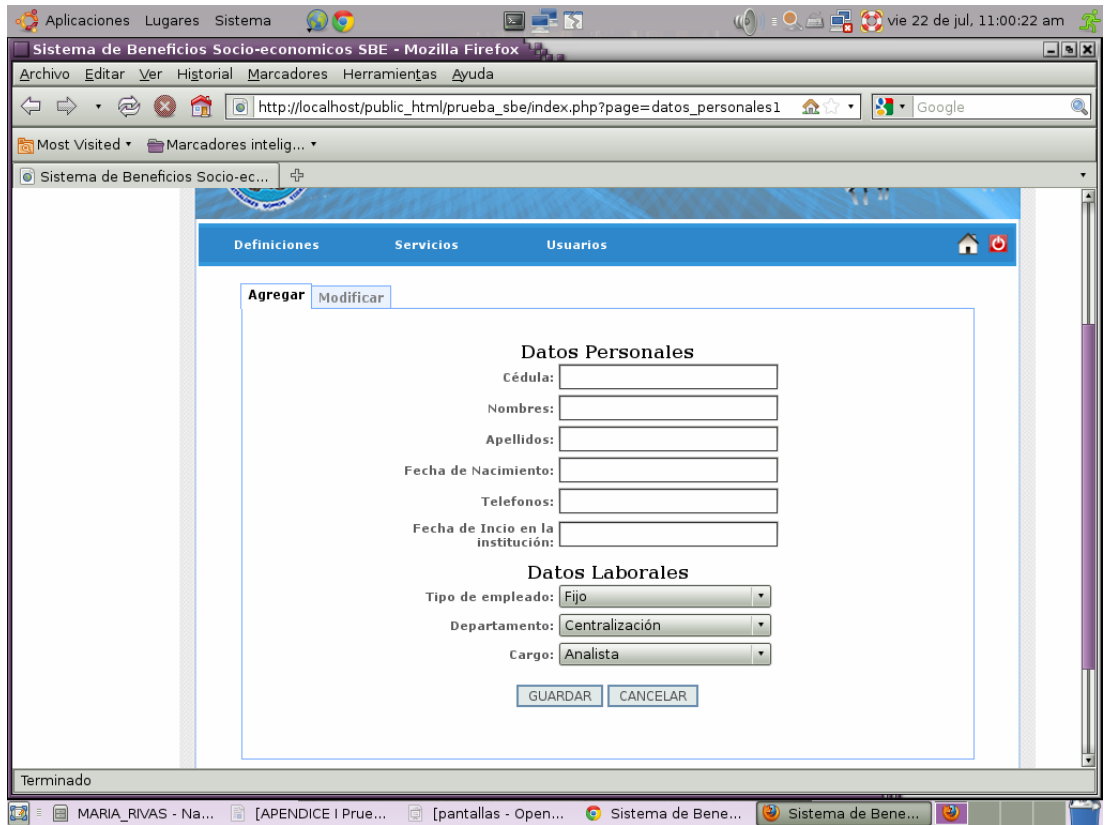 Aplicaciones Lugares Sistema vie 22 de jul, 11:00:22 am
Sistema de Beneficios Socio-economicos SBE - Mozilla Firefox
Archivo Editar Ver Historial Marcadores Herramientas Ayuda
http://localhost/public_html/prueba_sbe/index.php?page=datos_personales1 Google
Most Visited Marcadores intelig...
Sistema de Beneficios Socio-ec...
Definiciones Servicios Usuarios
Agregar Modificar
Datos Personales
Cédula:
Nombres:
Apellidos:
Fecha de Nacimiento:
Telefonos:
Fecha de Incio en la
institución:
Datos Laborales
Tipo de empleado: Fijo
Departamento: Centralización
Cargo: Analista
GUARDAR CANCELAR
Terminado
MARIA_RIVAS - Na... [APENDICE I Prue... [pantallas - Open... Sistema de Bene... Sistema de Bene...